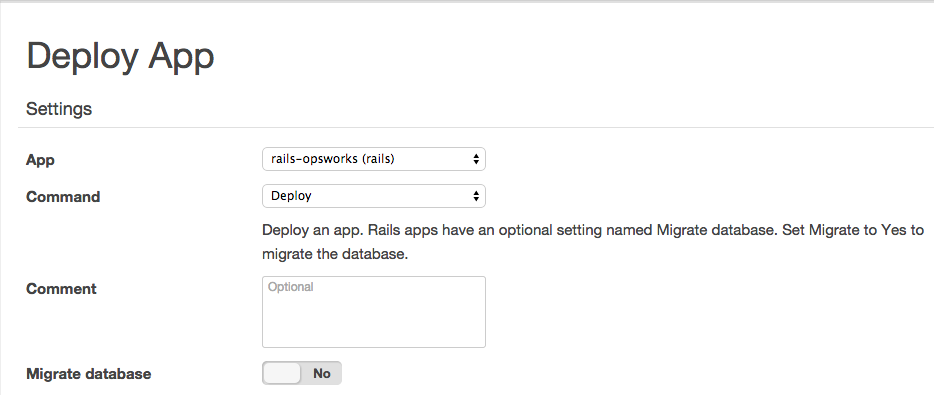 Deploy App
Settings
App
rails-opsworks (rails)
Command
Deploy
Deploy an app. Rails apps have an optional setting named Migrate database. Set Migrate to Yes to
migrate the database.
Comment
Optional
Migrate database
No